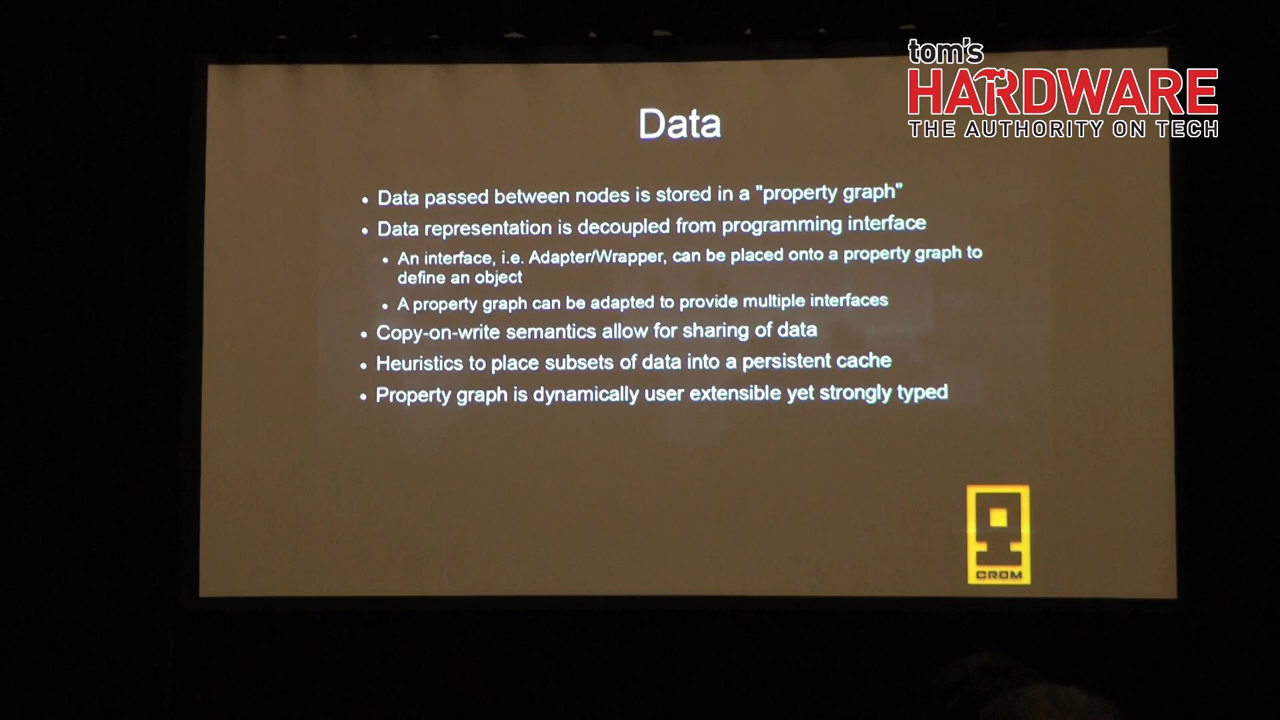 tom's
HARDWARE
THE AUTHORITY ON TECH
Data
• Data passed between nodes is stored in a "property graph"
• Data representation is decoupled from programming interface
• An interface, i.e. Adapter/Wrapper, can be placed onto a property graph to
define an object
• A property graph can be adapted to provide multiple interfaces
• Copy-on-write semantics allow for sharing of data
• Heuristics to place subsets of data into a persistent cache
• Property graph is dynamically user extensible yet strongly typed
CROM